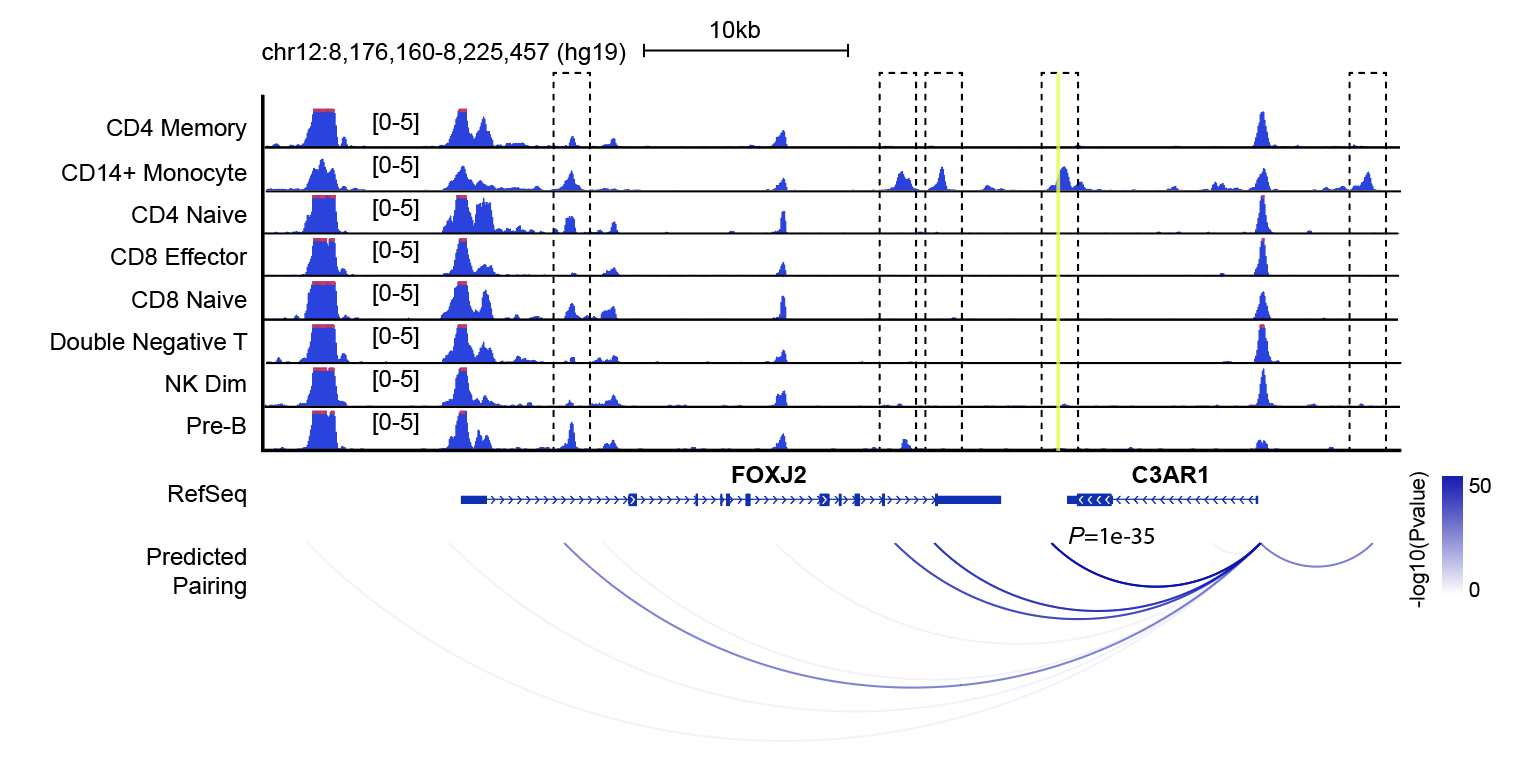 10kb
chr12:8,176,160-8,225,457 (hg19)
CD4 Memory [0-5]
CD14+ Monocyte [0-5]
CD4 Naive [0-5]
CD8 Effector [0-5]
CD8 Naive [0-5]
Double Negative T [0-5]
NK Dim [0-5]
Pre-B [0-5]
FOXJ2 C3AR1
RefSeq
P=1e-35
Predicted
Pairing
-log10(Pvalue)
50
0